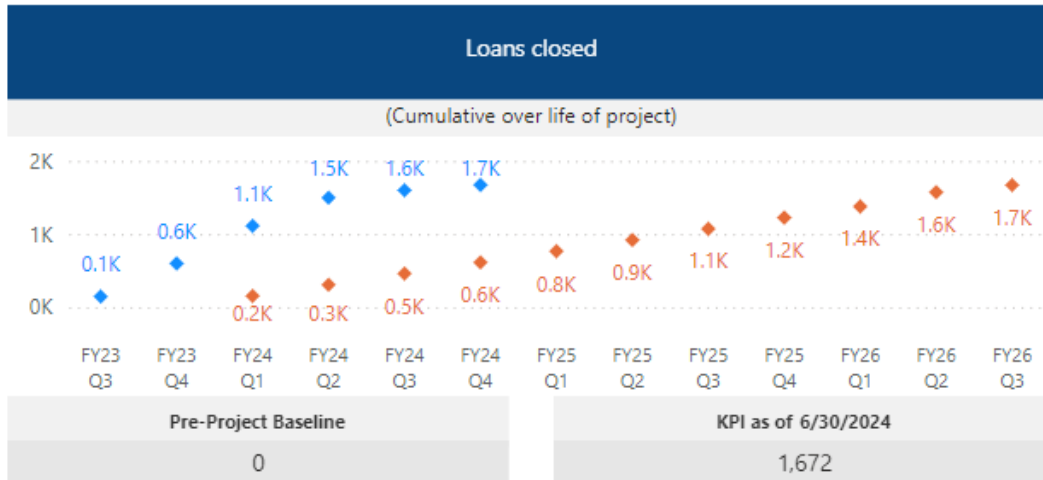 Loans closed
(Cumulative over life of project)
2K
1.5K 1.6K 1.7K
1.1K
0.6K
1K
0.1K
1.7K
1.6K
1.4K
1.2K
1.1K
0.9K
0.8K
0.6K
0.5K
0K
0.2K 0.3K
FY23 FY23 FY24 FY24 FY24 FY24 FY25 FY25 FY25 FY25 FY26 FY26 FY26
Q3 Q4 Q1 Q2 Q3 Q4 Q1 Q2 Q3 Q4 Q1 Q2 Q3
Pre-Project Baseline
0
KPI as of 6/30/2024
1,672